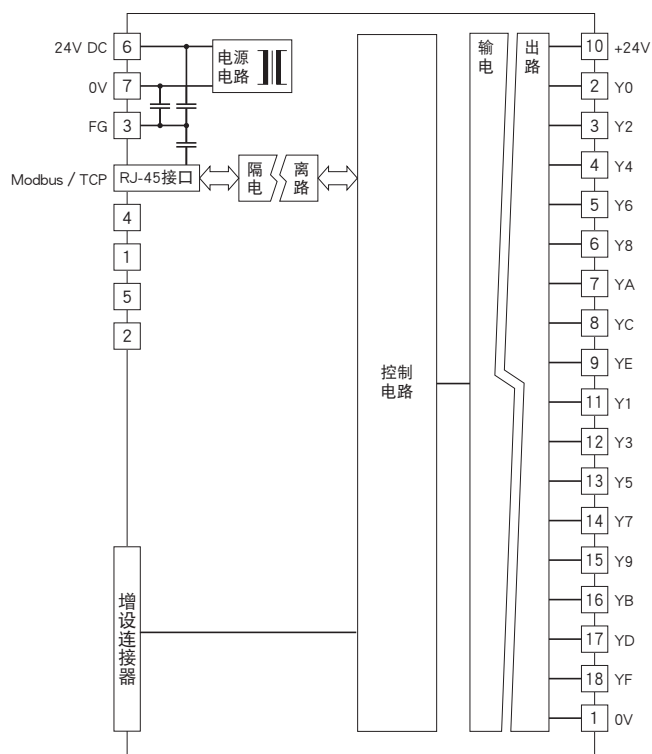 24V DC 6
0V 7
FG 3
Modbus / TCP RJ-45接口
4
1
5
2
增设连接器
电源
电路
隔离
电路
控制
电路
输出
电路
10 +24V
2 Y0
3 Y2
4 Y4
5 Y6
6 Y8
7 YA
8 YC
9 YE
11 Y1
12 Y3
13 Y5
14 Y7
15 Y9
16 YB
17 YD
18 YF
1 0V